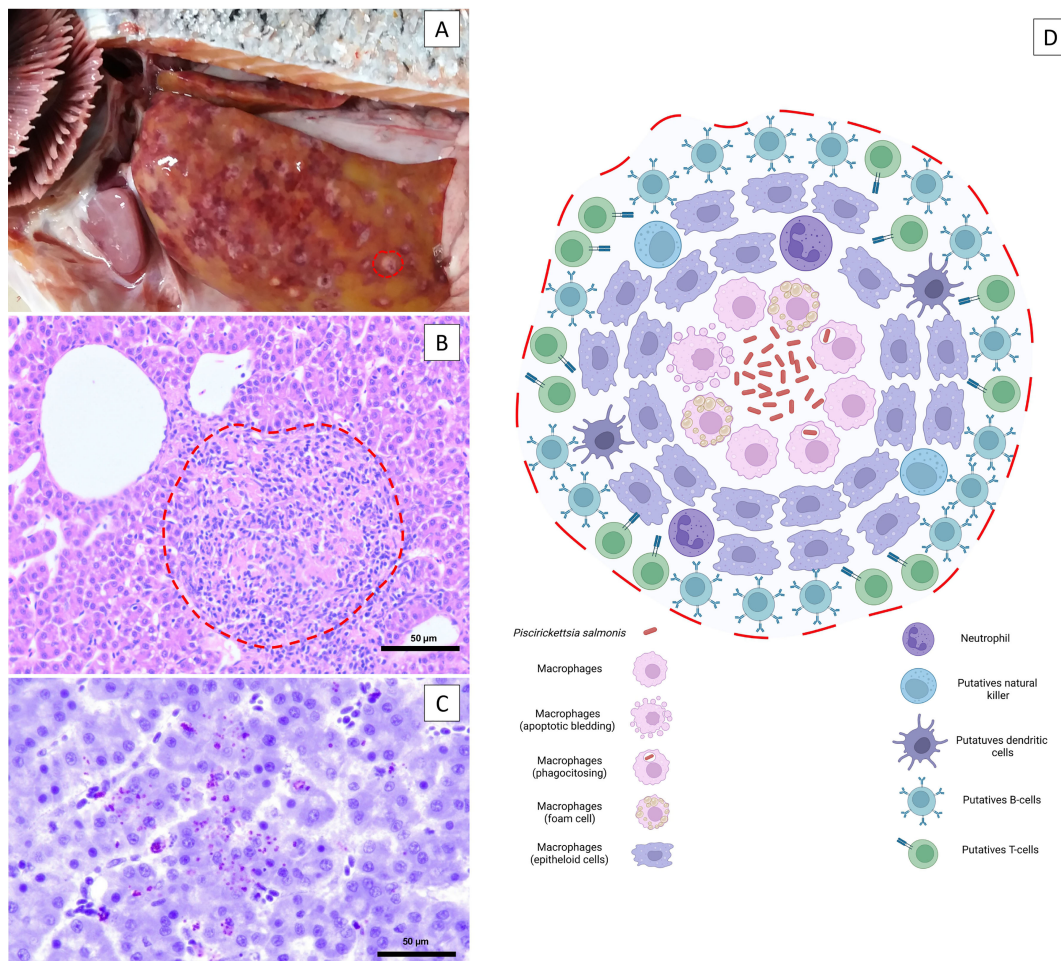 A
B
50 µm
C
50 µm
D
Piscirickettsia salmonis
Macrophages
Macrophages
(apoptotic bledding)
Macrophages
(phagocitosing)
Macrophages
(foam cell)
Macrophages
(epitheloid cells)
Neutrophil
Putatives natural
killer
Putatuves dendritic
cells
Putatives B-cells
Putatives T-cells